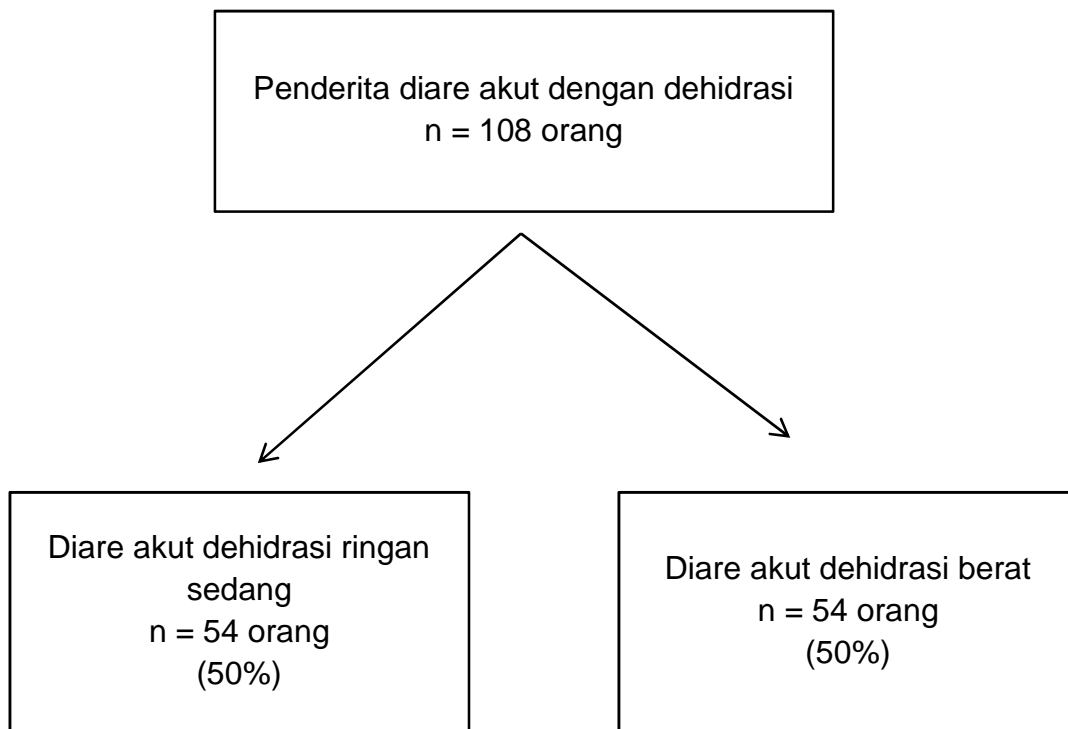 Penderita diare akut dengan dehidrasi
n = 108 orang
Diare akut dehidrasi ringan
sedang
n = 54 orang
(50%)
Diare akut dehidrasi berat
n = 54 orang
(50%)